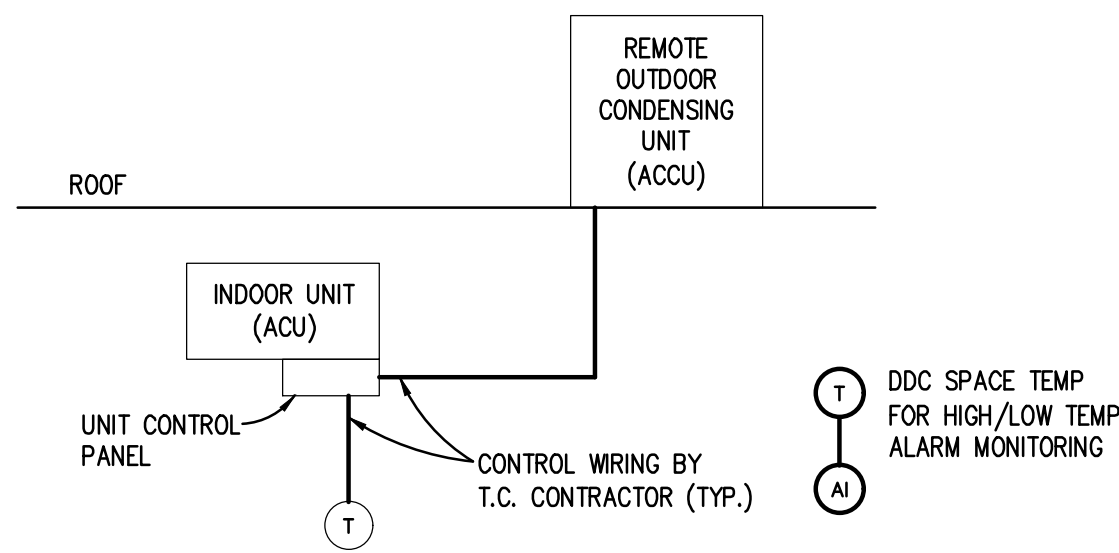 REMOTE
OUTDOOR
CONDENSING
UNIT
(ACCU)
ROOF
INDOOR UNIT
(ACU)
UNIT CONTROL
PANEL
CONTROL WIRING BY
T.C. CONTRACTOR (TYP.)
T
T
DDC SPACE TEMP
FOR HIGH/LOW TEMP
ALARM MONITORING
AI